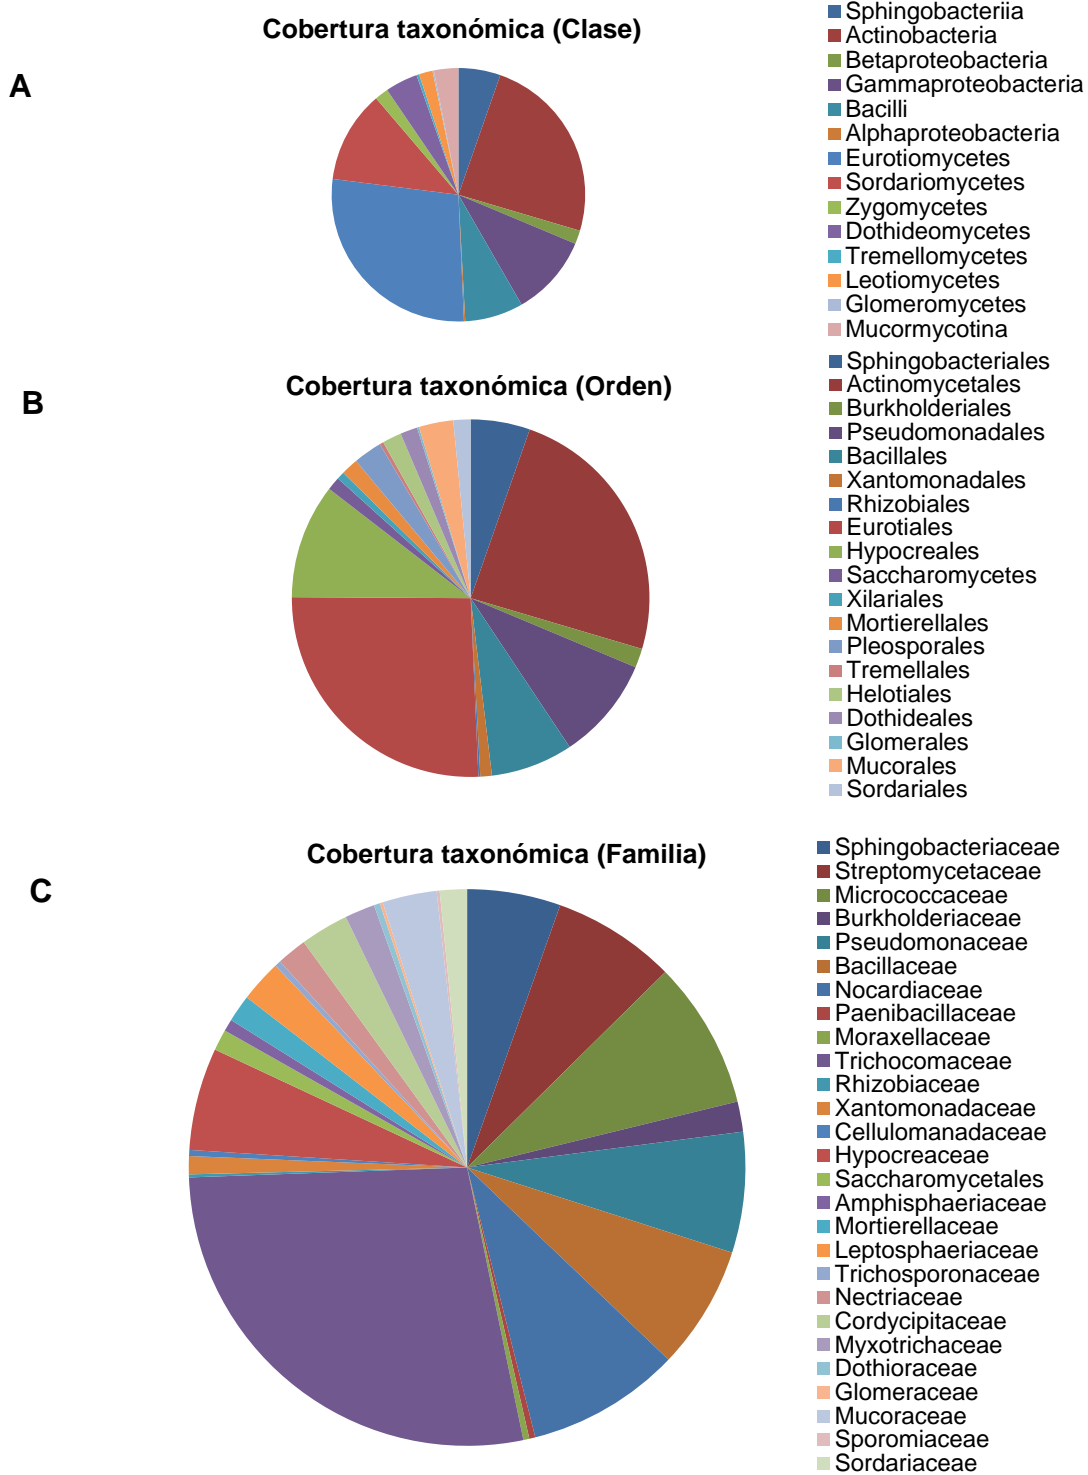 Cobertura taxonómica (Clase)
A
Sphingobacteriia
Actinobacteria
Betaproteobacteria
Gammaproteobacteria
Bacilli
Alphaproteobacteria
Eurotiomycetes
Sordariomycetes
Zygomycetes
Dothideomycetes
Tremellomycetes
Leotiomycetes
Glomeromycetes
Mucormycotina
Cobertura taxonómica (Orden)
B
Sphingobacteriales
Actinomycetales
Burkholderiales
Pseudomonadales
Bacillales
Xantomonadales
Rhizobiales
Eurotiales
Hypocreales
Saccharomycetes
Xilariales
Mortierellales
Pleosporales
Tremellales
Helotiales
Dothideales
Glomerales
Mucorales
Sordariales
Cobertura taxonómica (Familia)
C
Sphingobacteriaceae
Streptomycetaceae
Micrococcaceae
Burkholderiaceae
Pseudomonaceae
Bacillaceae
Nocardiaceae
Paenibacillaceae
Moraxellaceae
Trichocomaceae
Rhizobiaceae
Xantomonadaceae
Cellulomanadaceae
Hypocreaceae
Saccharomycetales
Amphisphaeriaceae
Mortierellaceae
Leptosphaeriaceae
Trichosporonaceae
Nectriaceae
Cordycipitaceae
Myxotrichaceae
Dothioraceae
Glomeraceae
Mucoraceae
Sporomiaceae
Sordariaceae